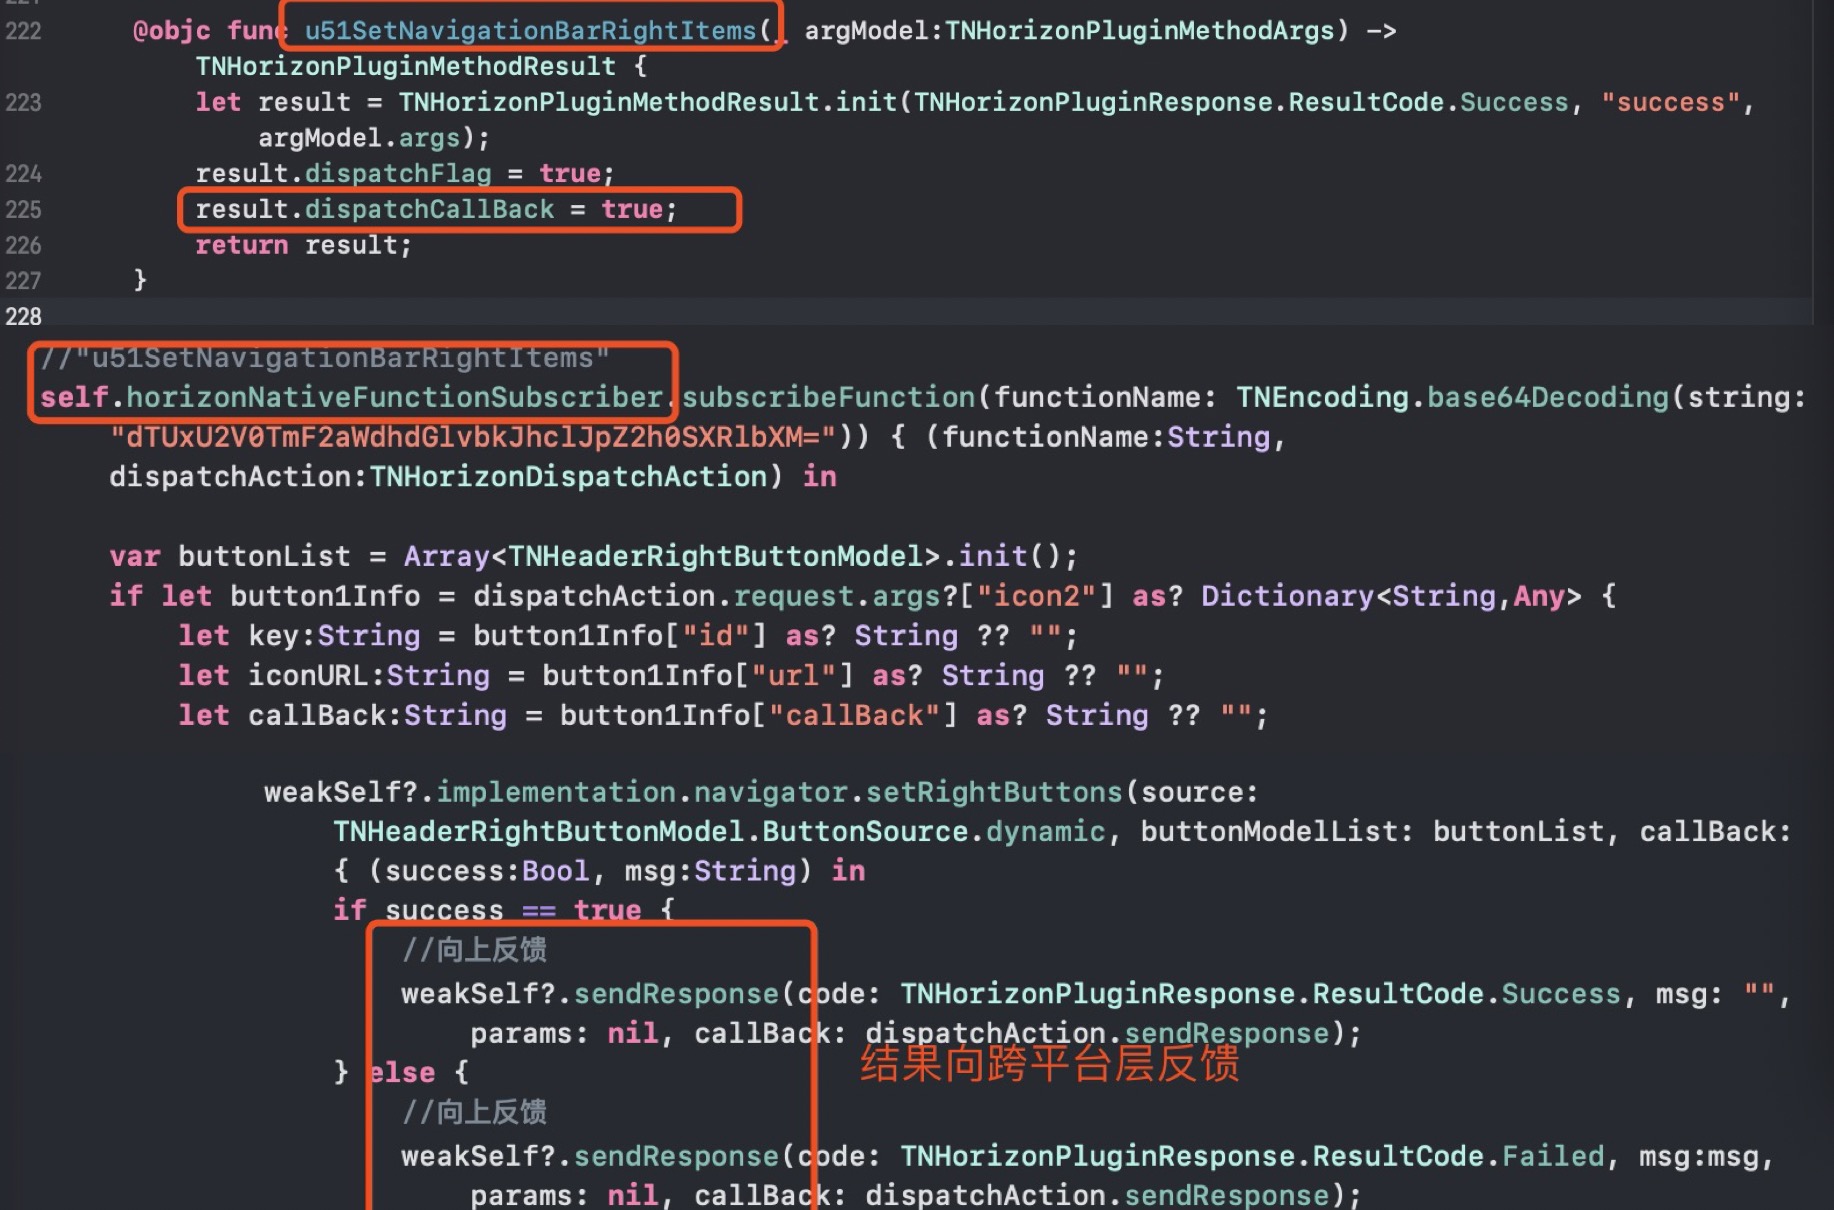 222 @objc func u51SetNavigationBarRightItems(_ argModel:TNHorizonPluginMethodArgs) ->
TNHorizonPluginMethodResult {
223 let result = TNHorizonPluginMethodResult.init(TNHorizonPluginResponse.ResultCode.Success, "success",
argModel.args);
224 result.dispatchFlag = true;
225 result.dispatchCallBack = true;
226 return result;
227 }
228
//"u51SetNavigationBarRightItems"
self.horizonNativeFunctionSubscriber.subscribeFunction(functionName: TNEncoding.base64Decoding(string:
"dTUxU2V0TmF2aWdhdGlvbkJhclJpZ2h0SXRlbXM=")) { (functionName:String,
dispatchAction:TNHorizonDispatchAction) in
var buttonList = Array<TNHeaderRightButtonModel>.init();
if let button1Info = dispatchAction.request.args?["icon2"] as? Dictionary<String,Any> {
let key:String = button1Info["id"] as? String ?? "";
let iconURL:String = button1Info["url"] as? String ?? "";
let callBack:String = button1Info["callBack"] as? String ?? "";
weakSelf?.implementation.navigator.setRightButtons(source:
TNHeaderRightButtonModel.ButtonSource.dynamic, buttonModelList: buttonList, callBack:
{ (success:Bool, msg:String) in
if success == true {
//向上反馈
weakSelf?.sendResponse(code: TNHorizonPluginResponse.ResultCode.Success, msg: "",
params: nil, callBack: dispatchAction.sendResponse);
结果向跨平台层反馈
} else {
//向上反馈
weakSelf?.sendResponse(code: TNHorizonPluginResponse.ResultCode.Failed, msg:msg,
params: nil, callBack: dispatchAction.sendResponse);